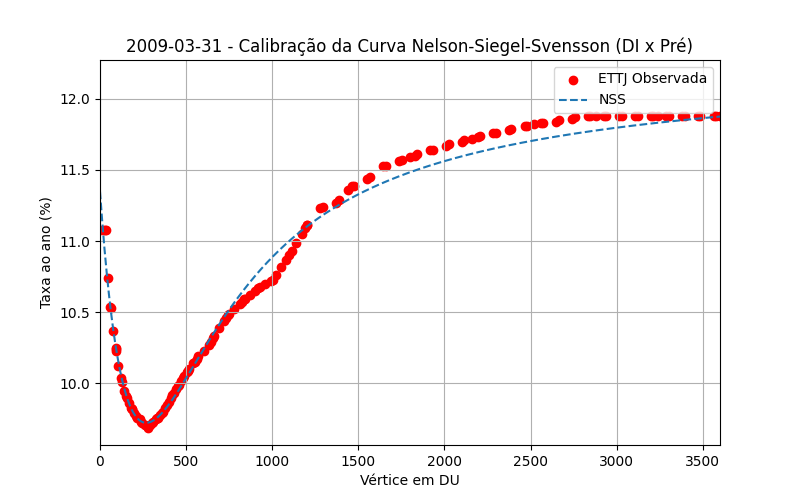 2009-03-31 - Calibração da Curva Nelson-Siegel-Svensson (DI x Pré)
ETTJ Observada
NSS
Taxa ao ano (%)
12.0
11.5
11.0
10.5
10.0
0 500 1000 1500 2000 2500 3000 3500
Vértice em DU